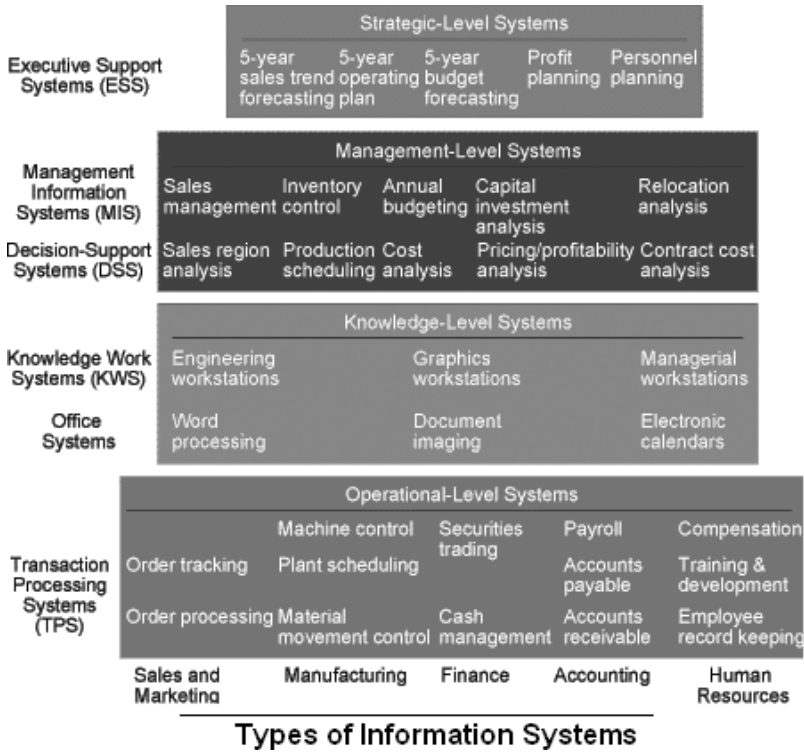 Strategic-Level Systems
Executive Support
Systems (ESS)
5-year
sales trend
forecasting
5-year
operating
plan
5-year
budget
forecasting
Profit
planning
Personnel
planning
Management-Level Systems
Management
Information
Systems (MIS)
Sales
management
Inventory
control
Annual
budgeting
Capital
investment
analysis
Relocation
analysis
Decision-Support
Systems (DSS)
Sales region
analysis
Production
scheduling
Cost
analysis
Pricing/profitability
analysis
Contract cost
analysis
Knowledge-Level Systems
Knowledge Work
Systems (KWS)
Engineering
workstations
Graphics
workstations
Managerial
workstations
Office
Systems
Word
processing
Document
imaging
Electronic
calendars
Operational-Level Systems
Transaction
Processing
Systems
(TPS)
Machine control
Securities
trading
Payroll
Compensation
Order tracking
Plant scheduling
Accounts
payable
Training &
development
Order processing
Material
movement control
Cash
management
Accounts
receivable
Employee
record keeping
Sales and
Marketing
Manufacturing
Finance
Accounting
Human
Resources
Types of Information Systems